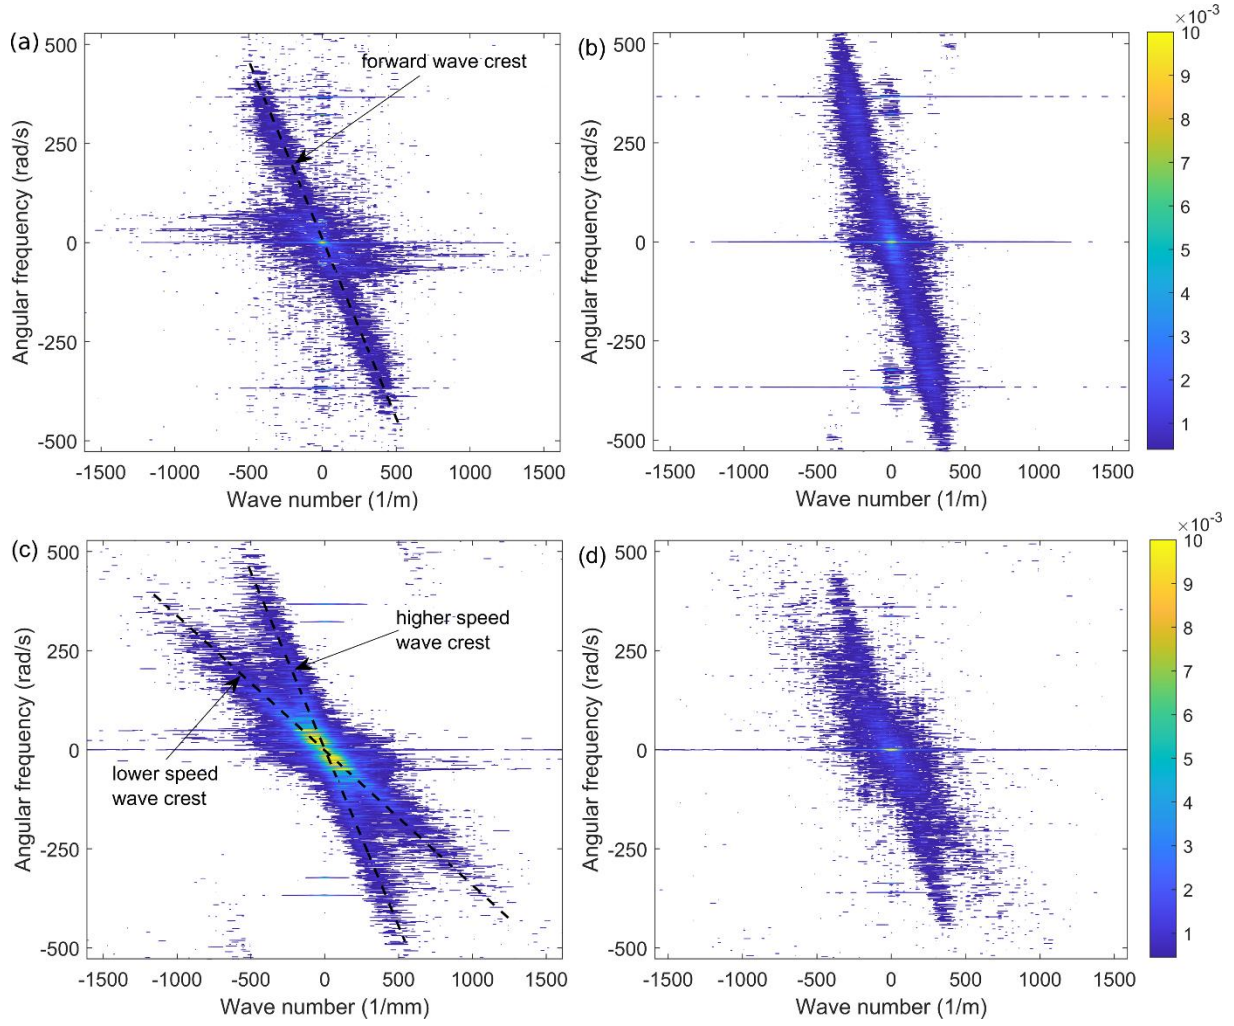 (a)
500
250
0
-250
-500
Angular frequency (rad/s)
-1500 -1000 -500 0 500 1000 1500
Wave number (1/m)
forward wave crest
(b)
500
250
0
-250
-500
Angular frequency (rad/s)
-1500 -1000 -500 0 500 1000 1500
Wave number (1/m)
×10-3
10
9
8
7
6
5
4
3
2
1
(c)
500
250
0
-250
-500
Angular frequency (rad/s)
-1500 -1000 -500 0 500 1000 1500
Wave number (1/mm)
higher speed
wave crest
lower speed
wave crest
(d)
500
250
0
-250
-500
Angular frequency (rad/s)
-1500 -1000 -500 0 500 1000 1500
Wave number (1/m)
×10-3
10
9
8
7
6
5
4
3
2
1